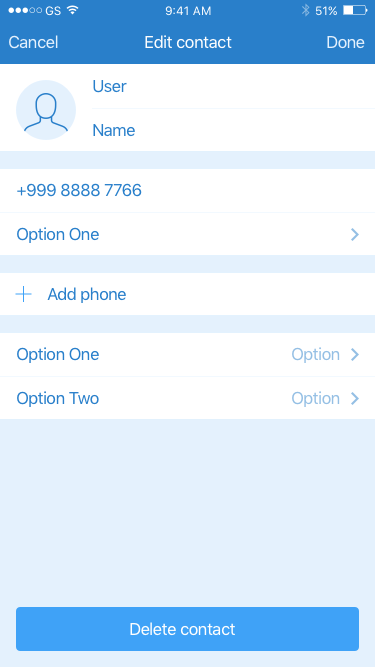 GS 9:41 AM 51%
Cancel Edit contact Done
User
Name
+999 8888 7766
Option One
Add phone
Option One Option
Option Two Option
Delete contact